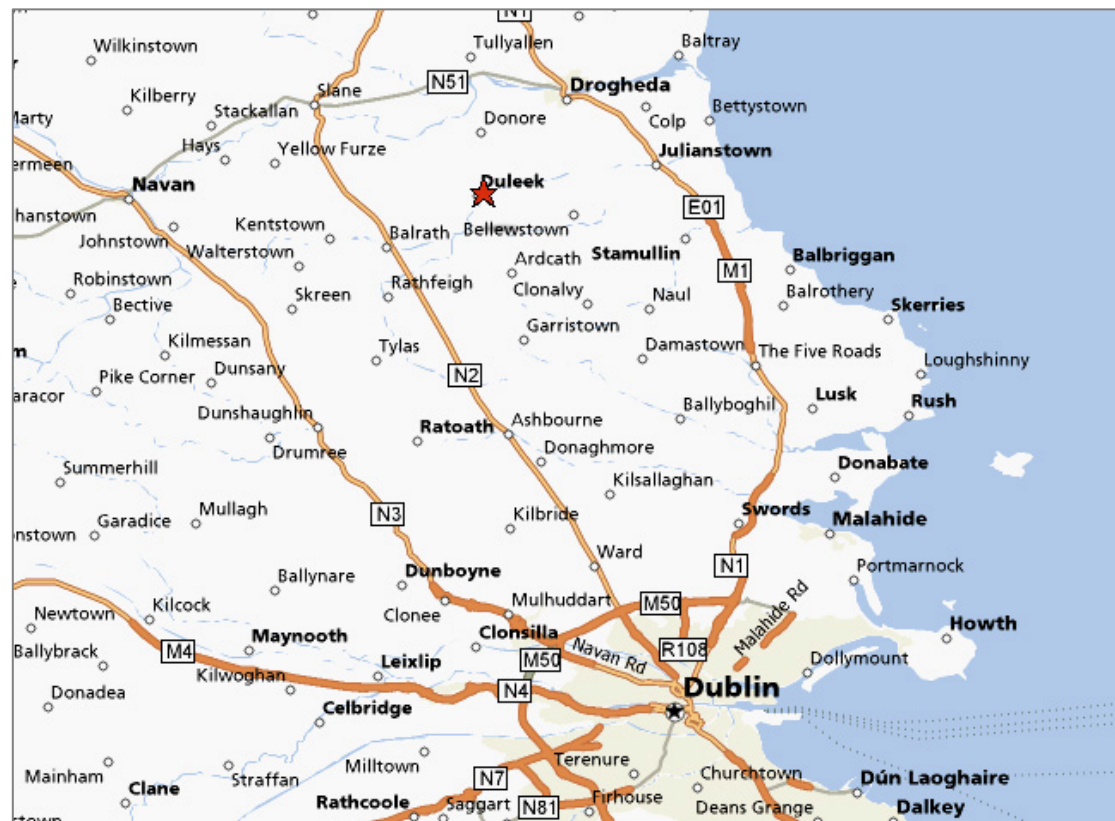 N1
Wilkinstown
Tullyallen
Baltray
N51
Slane
Drogheda
Kilberry
Stackallan
Bettystown
Marty
Donore
Colp
Hays
Yellow Furze
Julianstown
ermeen
Navan
Duleek
hanstown
E01
Johnstown
Kentstown
Balrath
Bellewstown
Walterstown
Stamullin
Ardcath
Balbriggan
M1
Robinstown
Rathfeigh
Clonalvy
Naul
Balrothery
Bective
Skreen
Skerries
Garristown
Kilmessan
Tylas
Damastown
The Five Roads
m
Loughshinny
Pike Corner
Dunsany
N2
aracor
Lusk
Rush
Dunshaughlin
Ratoath
Ashbourne
Ballyboghil
Drumree
Donaghmore
Summerhill
Donabate
Kilsallaghan
Garadice
Mullagh
N3
Kilbride
Swords
Malahide
onstown
Ward
N1
Portmarnock
Dunboyne
Ballynare
Newtown
Kilcock
Clonee
Mulhuddart
M50
Malahide Rd
Howth
Maynooth
Clonsilla
Ballybrack
M4
M50
Navan Rd
R108
Leixlip
Dollymount
Kilwoghan
N4
Dublin
Donadea
Celbridge
Milltown
Terenure
Mainham
Straffan
N7
Churchtown
Dún Laoghaire
Clane
Rathcoole
Saggart
N81
Firhouse
Deans Grange
Dalkey
stown